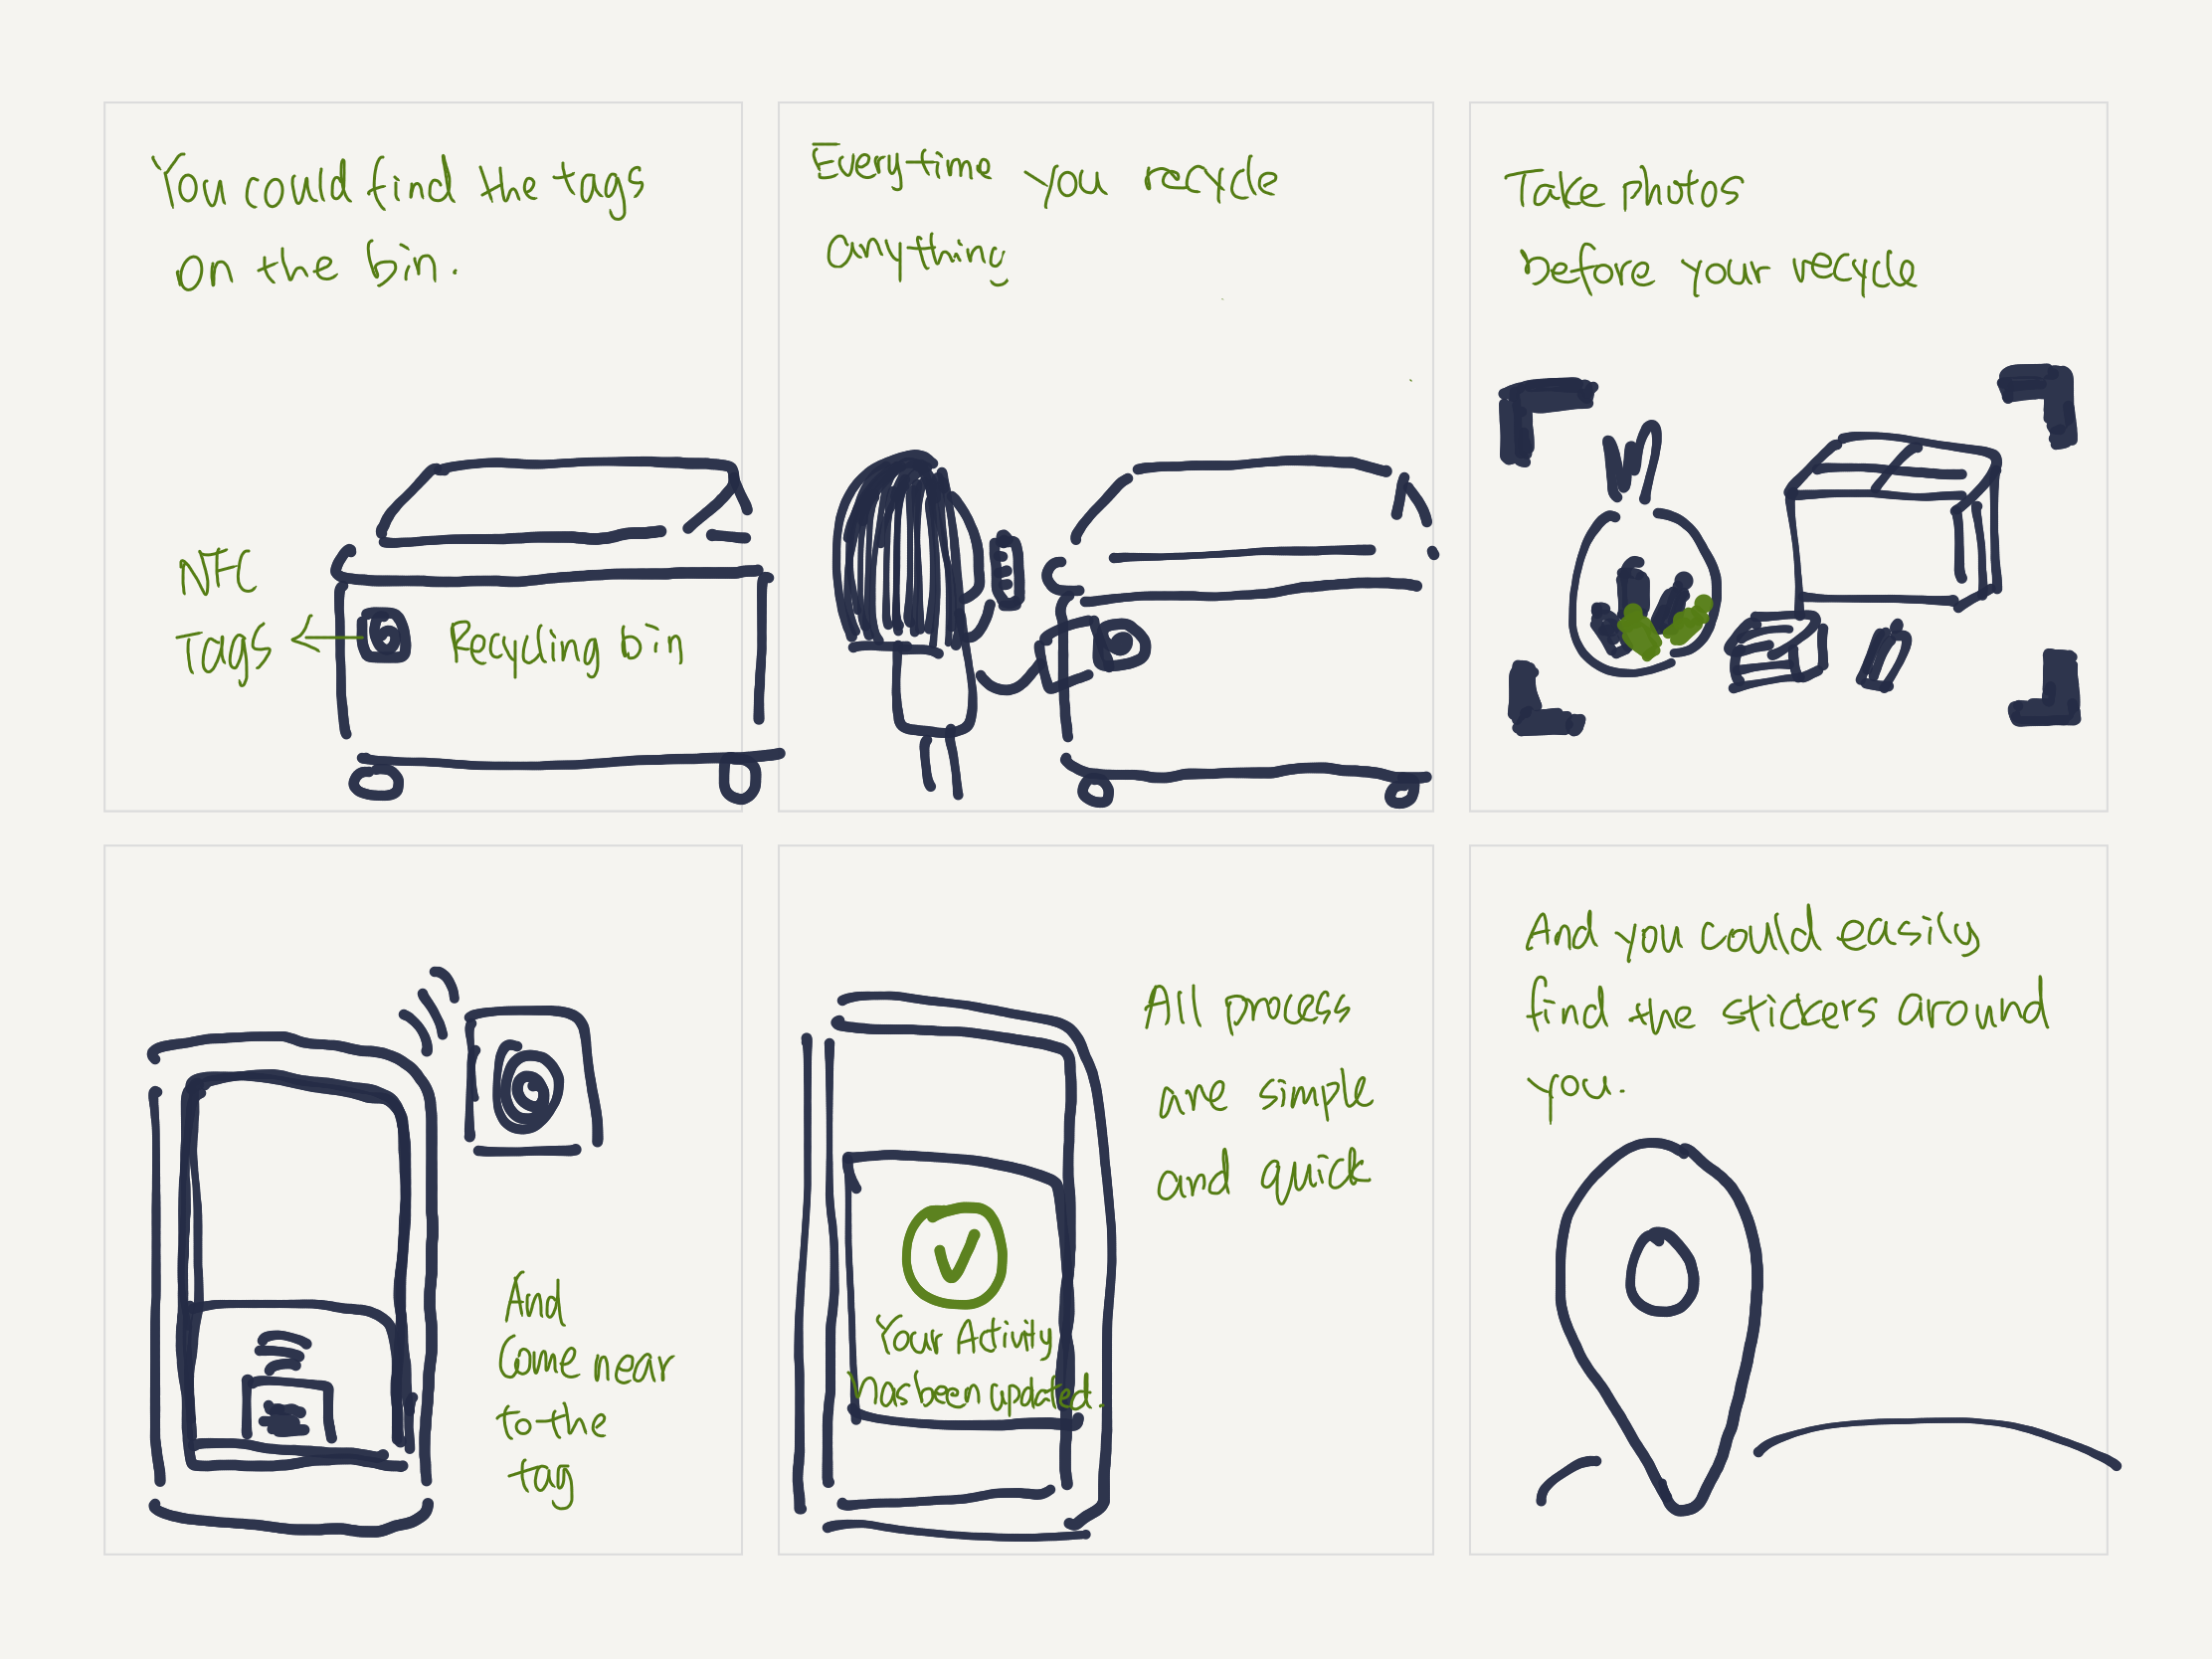 You could find the tags
on the bin.
NFC
Tags
Recycling bin
Everytime you recycle
anything
Take photos
before your recycle
And
Come near
to the
tag
All process
are simple
and quick
Your Activity
has been updated.
And you could easily
find the stickers around
you.